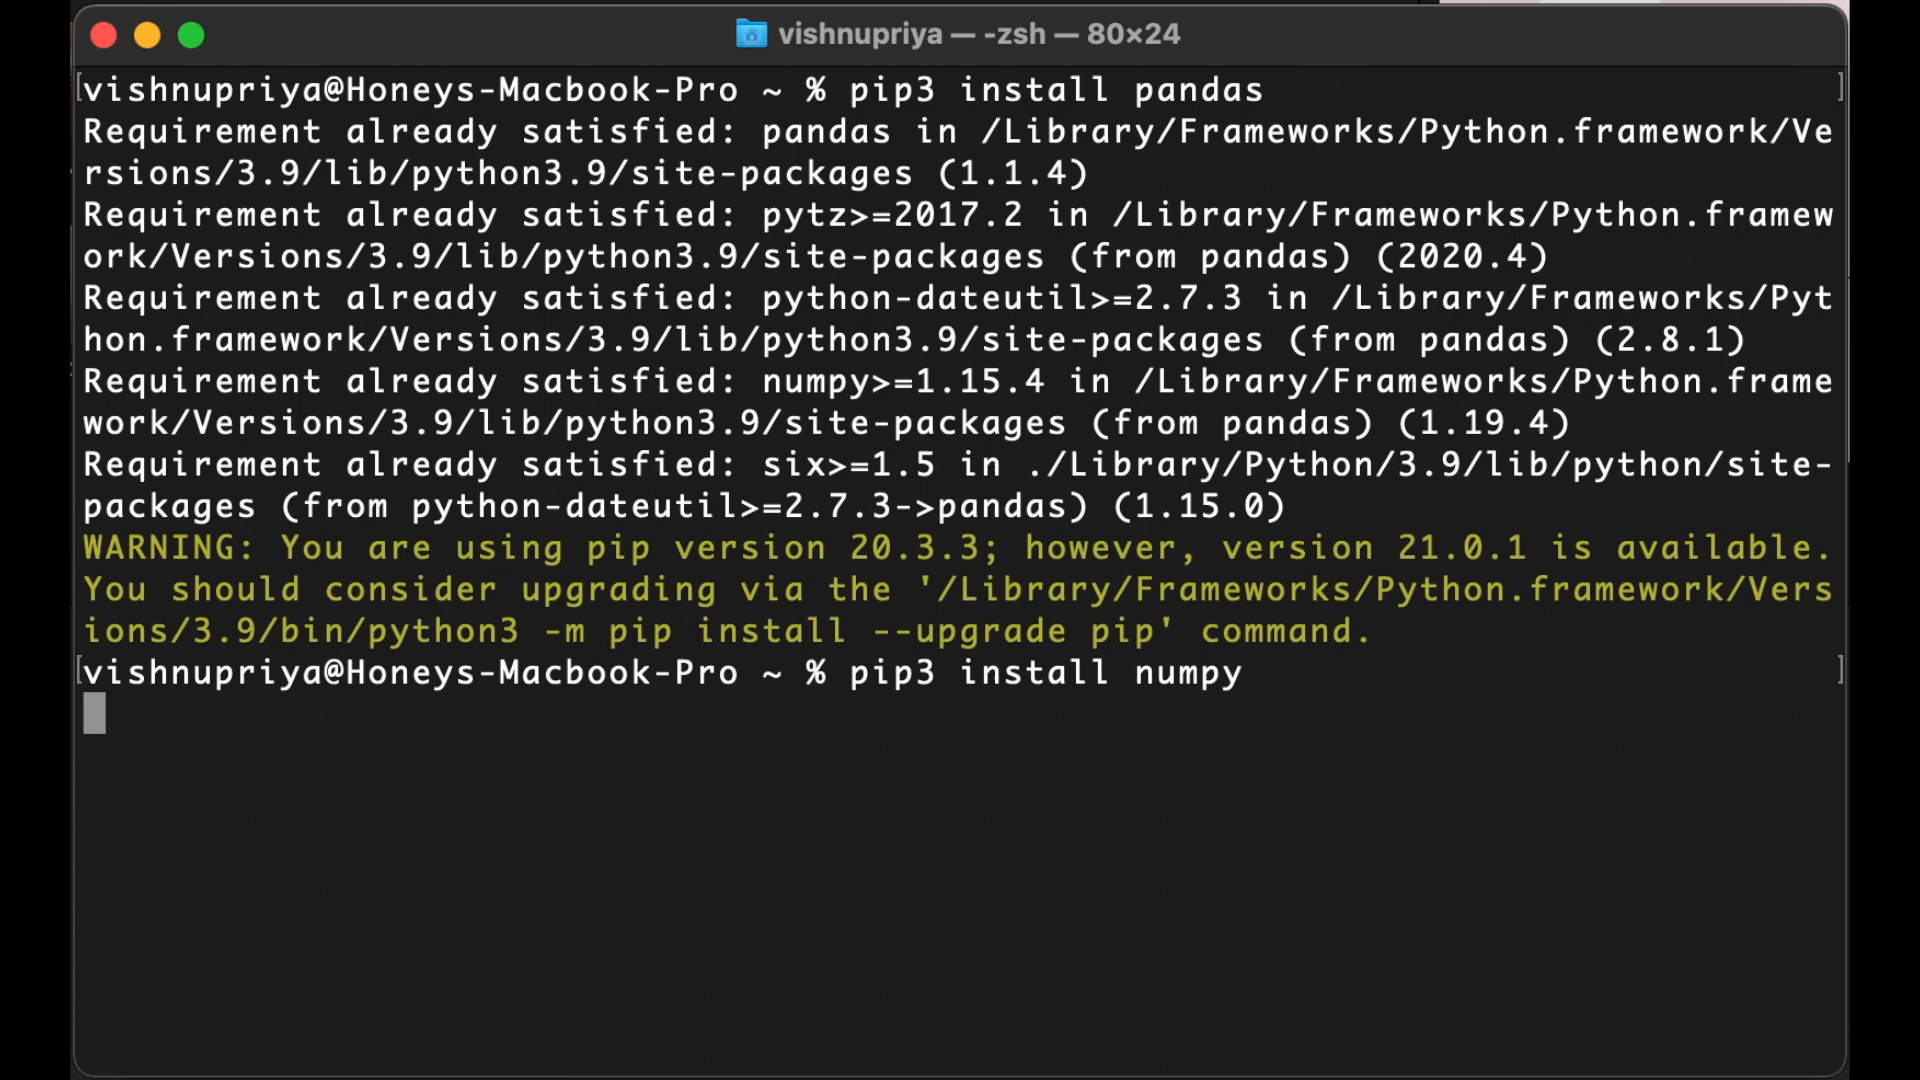 vishnupriya — -zsh — 80×24
[vishnupriya@Honeys-Macbook-Pro ~ % pip3 install pandas ]
Requirement already satisfied: pandas in /Library/Frameworks/Python.framework/Ve
rsions/3.9/lib/python3.9/site-packages (1.1.4)
Requirement already satisfied: pytz>=2017.2 in /Library/Frameworks/Python.framew
ork/Versions/3.9/lib/python3.9/site-packages (from pandas) (2020.4)
Requirement already satisfied: python-dateutil>=2.7.3 in /Library/Frameworks/Pyt
hon.framework/Versions/3.9/lib/python3.9/site-packages (from pandas) (2.8.1)
Requirement already satisfied: numpy>=1.15.4 in /Library/Frameworks/Python.frame
work/Versions/3.9/lib/python3.9/site-packages (from pandas) (1.19.4)
Requirement already satisfied: six>=1.5 in ./Library/Python/3.9/lib/python/site-
packages (from python-dateutil>=2.7.3->pandas) (1.15.0)
WARNING: You are using pip version 20.3.3; however, version 21.0.1 is available.
You should consider upgrading via the '/Library/Frameworks/Python.framework/Vers
ions/3.9/bin/python3 -m pip install --upgrade pip' command.
[vishnupriya@Honeys-Macbook-Pro ~ % pip3 install numpy ]